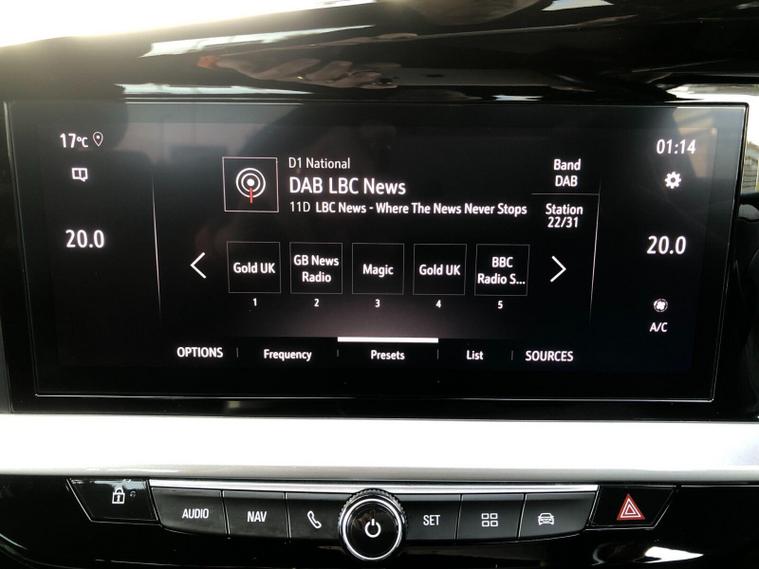 17°C
01:14
D1 National
DAB LBC News
11D LBC News - Where The News Never Stops
Band
DAB
Station
22/31
20.0
20.0
Gold UK
GB News
Radio
Magic
Gold UK
BBC
Radio S...
1
2
3
4
5
A/C
OPTIONS
Frequency
Presets
List
SOURCES
AUDIO
NAV
SET